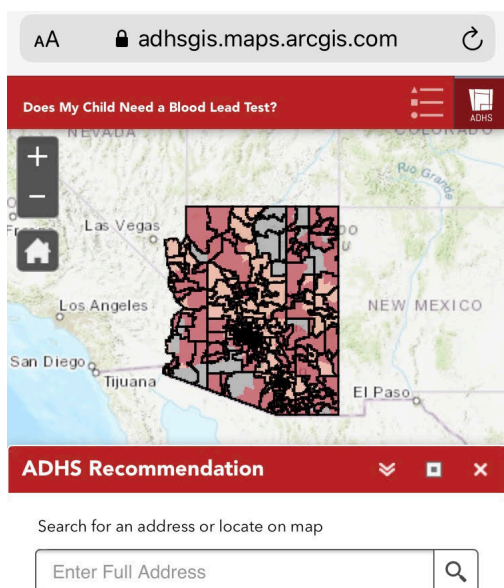 AA adhsgis.maps.arcgis.com
Does My Child Need a Blood Lead Test?
ADHS
NEVADA
COLORADO
Rio Grande
Las Vegas
Los Angeles
NEW MEXICO
San Diego
Tijuana
El Paso
ADHS Recommendation
Search for an address or locate on map
Enter Full Address